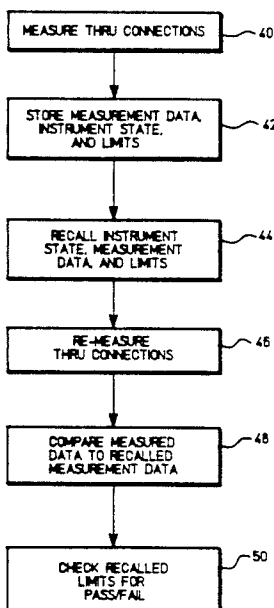 MEASURE THRU CONNECTIONS
40
STORE MEASUREMENT DATA,
INSTRUMENT STATE,
AND LIMITS
42
RECALL INSTRUMENT
STATE, MEASUREMENT
DATA, AND LIMITS
44
RE-MEASURE
THRU CONNECTIONS
46
COMPARE MEASURED
DATA TO RECALLED
MEASUREMENT DATA
48
CHECK RECALLED
LIMITS FOR
PASS/FAIL
50